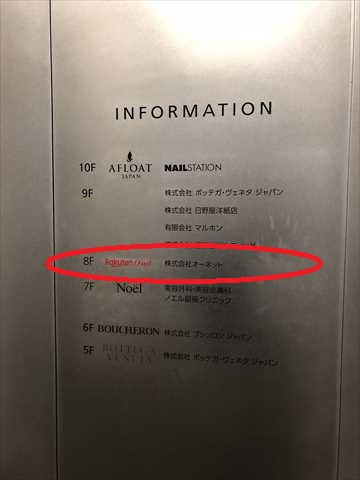 INFORMATION
10F AFLOAT JAPAN NAILSTATION
9F 株式会社 ボッテガ・ヴェネタ ジャパン
株式会社 日野屋洋紙店
有限会社 マルホン
8F Rakuten O-net 株式会社オーネット
7F Noël 美容外科・美容皮膚科
ノエル銀座クリニック
6F BOUCHERON 株式会社 ブシュロン ジャパン
5F BOTTEGA VENETA 株式会社 ボッテガ・ヴェネタ ジャパン